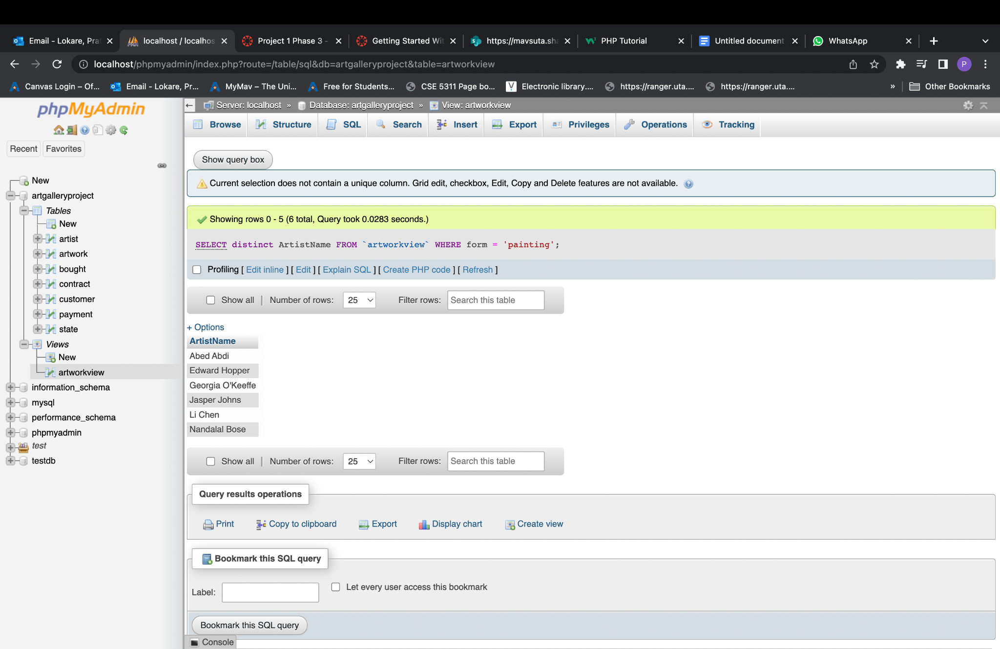 Email - Lokare, Pra
localhost / localhos
Project 1 Phase 3 -
Getting Started Wit
https://mavsuta.sha
PHP Tutorial
Untitled document
WhatsApp
localhost/phpmyadmin/index.php?route=/table/sql&db=artgalleryproject&table=artworkview
P
Canvas Login – Of...
Email - Lokare, Pr...
MyMav – The Uni...
Free for Students...
CSE 5311 Page bo...
Electronic library....
https://ranger.uta....
https://ranger.uta....
»
Other Bookmarks
phpMyAdmin
Recent
Favorites
New
artgalleryproject
Tables
New
artist
artwork
bought
contract
customer
payment
state
Views
New
artworkview
information_schema
mysql
performance_schema
phpmyadmin
test
testdb
Server: localhost » Database: artgalleryproject » View: artworkview
Browse
Structure
SQL
Search
Insert
Export
Privileges
Operations
Tracking
Show query box
Current selection does not contain a unique column. Grid edit, checkbox, Edit, Copy and Delete features are not available.
Showing rows 0 - 5 (6 total, Query took 0.0283 seconds.)
SELECT distinct ArtistName FROM `artworkview` WHERE form = 'painting';
Profiling [ Edit inline ] [ Edit ] [ Explain SQL ] [ Create PHP code ] [ Refresh ]
Show all | Number of rows: 25 Filter rows: Search this table
+ Options
ArtistName
Abed Abdi
Edward Hopper
Georgia O'Keeffe
Jasper Johns
Li Chen
Nandalal Bose
Show all | Number of rows: 25 Filter rows: Search this table
Query results operations
Print
Copy to clipboard
Export
Display chart
Create view
Bookmark this SQL query
Label:
Let every user access this bookmark
Bookmark this SQL query
Console